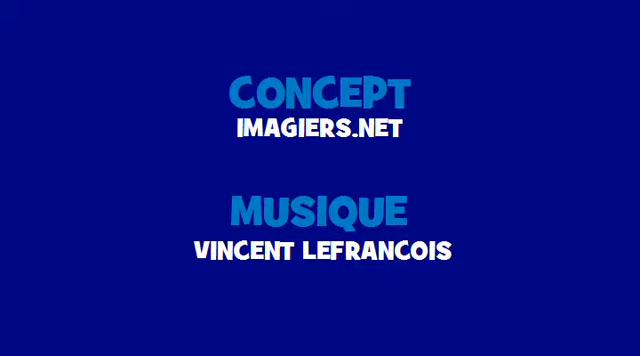 CONCEPT
IMAGIERS.NET
MUSIQUE
VINCENT LEFRANCOIS